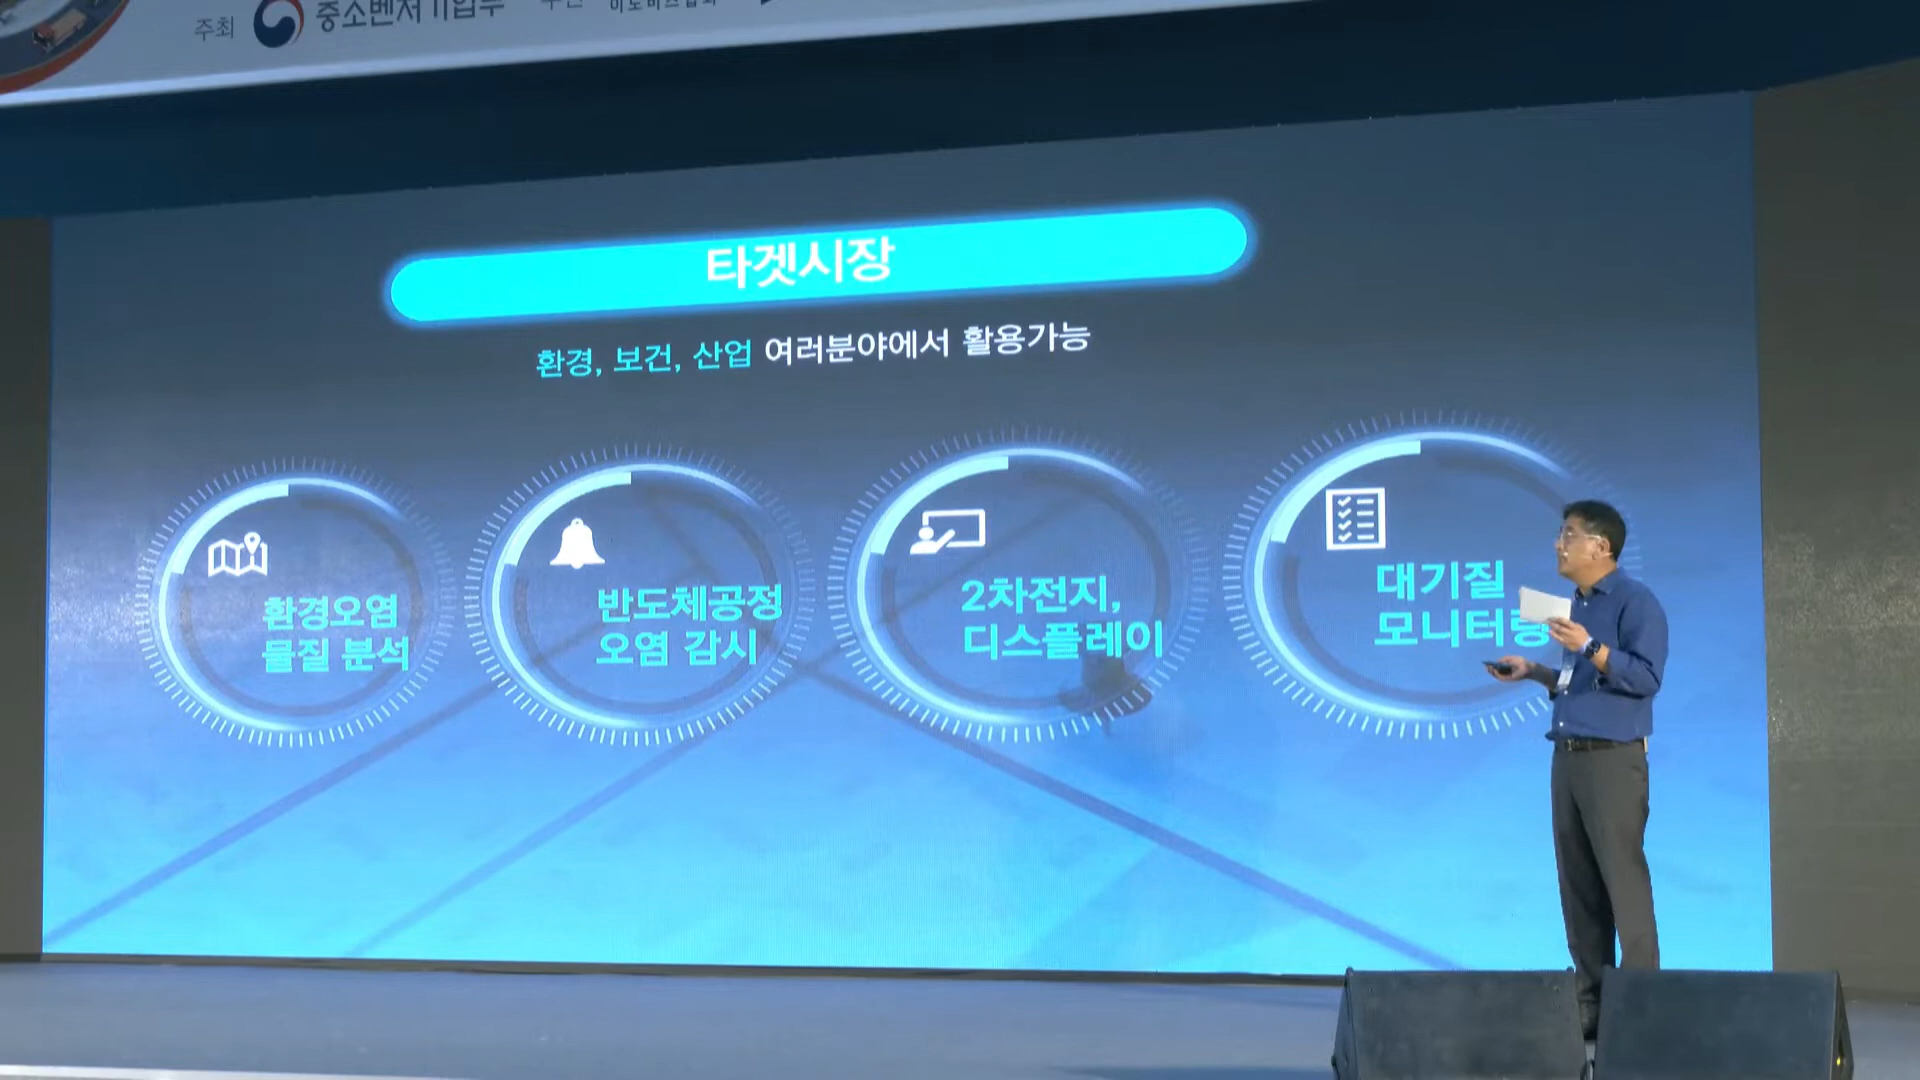 주최 중소벤처기업부
타겟시장
환경, 보건, 산업 여러분야에서 활용가능
환경오염
물질 분석
반도체공정
오염 감시
2차전지,
디스플레이
대기질
모니터링